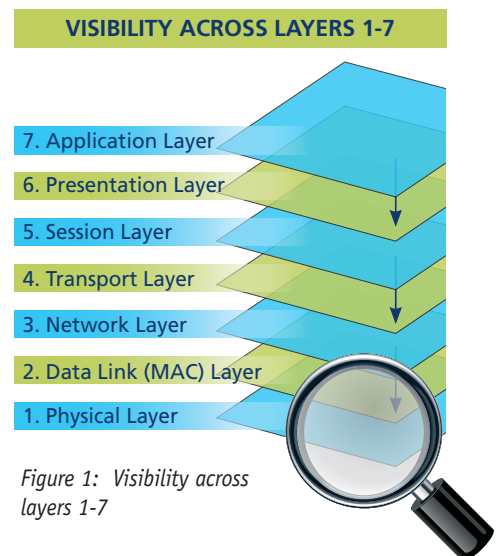 VISIBILITY ACROSS LAYERS 1-7
7. Application Layer
6. Presentation Layer
5. Session Layer
4. Transport Layer
3. Network Layer
2. Data Link (MAC) Layer
1. Physical Layer
Figure 1: Visibility across
layers 1-7